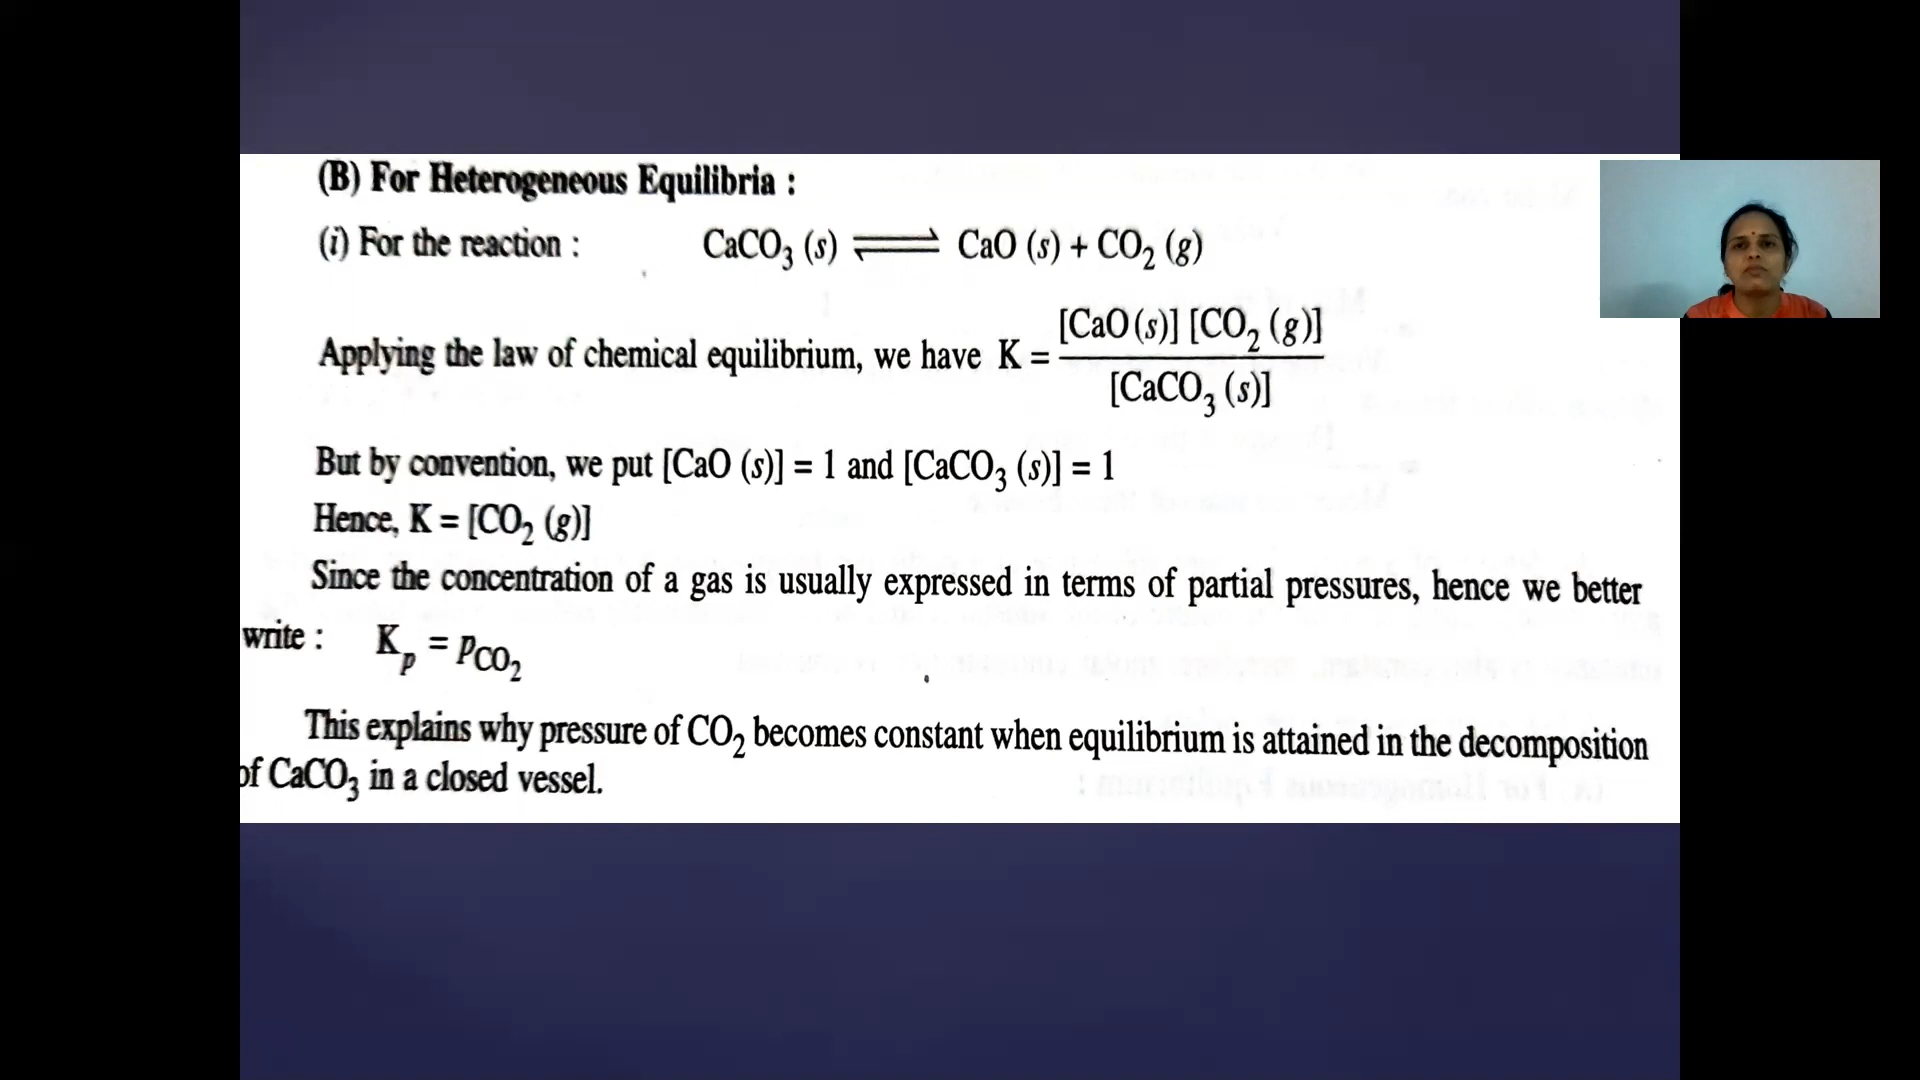 (B) For Heterogeneous Equilibria :
(i) For the reaction : CaCO₃ (s) ⇌ CaO (s) + CO₂ (g)
Applying the law of chemical equilibrium, we have K = [CaO (s)] [CO₂ (g)] / [CaCO₃ (s)]
But by convention, we put [CaO (s)] = 1 and [CaCO₃ (s)] = 1
Hence, K = [CO₂ (g)]
Since the concentration of a gas is usually expressed in terms of partial pressures, hence we better
write : Kₚ = p_CO₂
This explains why pressure of CO₂ becomes constant when equilibrium is attained in the decomposition
of CaCO₃ in a closed vessel.